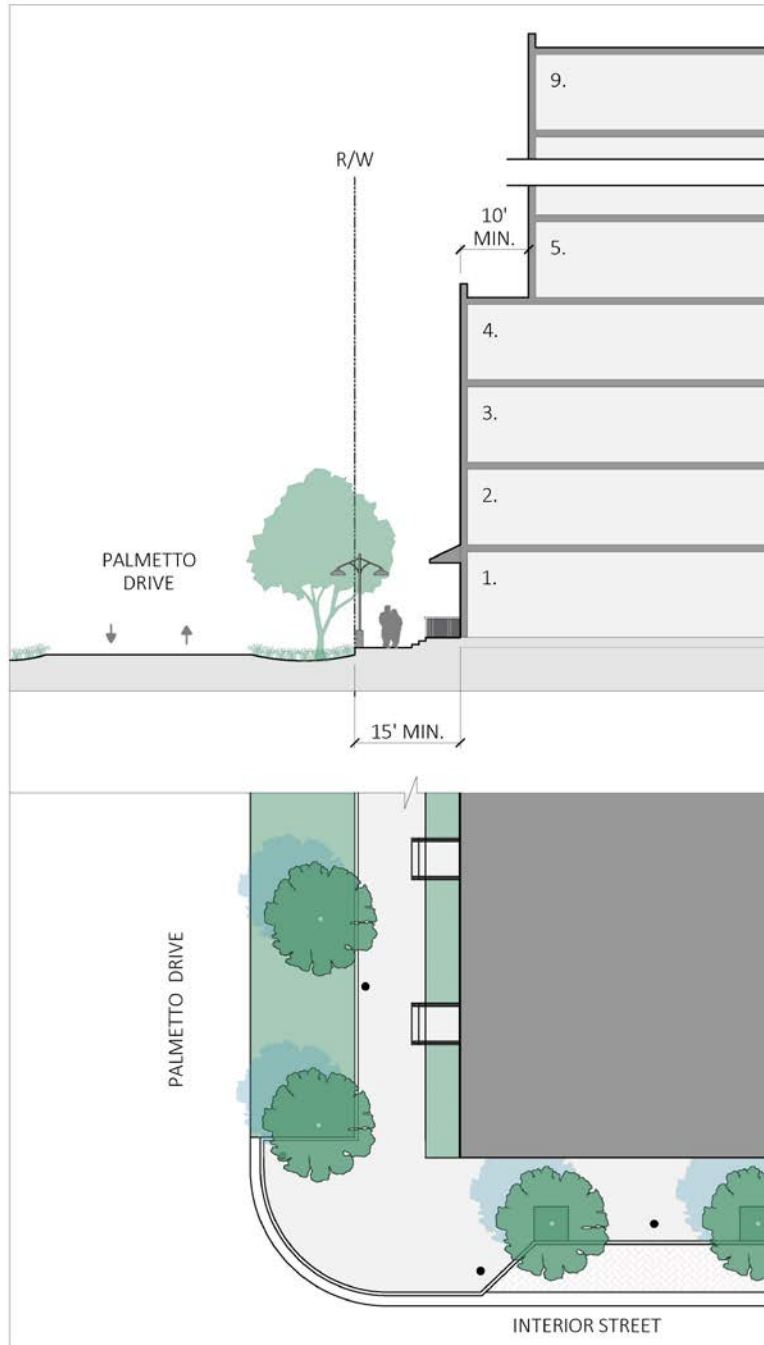 9.
R/W
10'
MIN.
5.
4.
3.
2.
PALMETTO
DRIVE
1.
15' MIN.
PALMETTO DRIVE
INTERIOR STREET